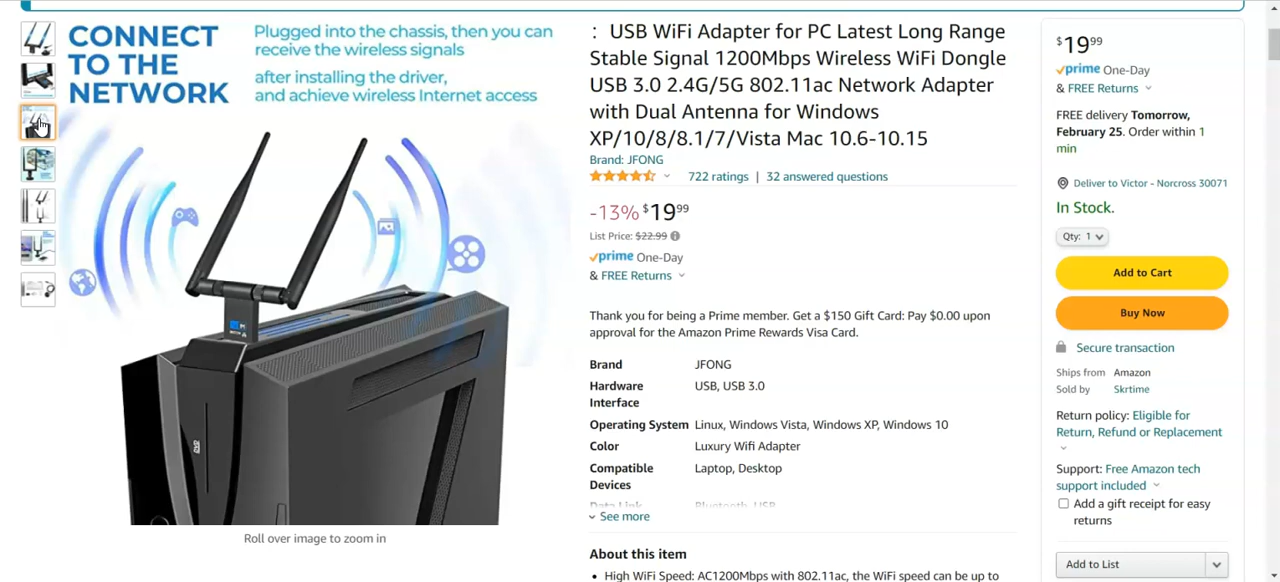 CONNECT
TO THE
NETWORK
Plugged into the chassis, then you can
receive the wireless signals
after installing the driver,
and achieve wireless Internet access
Roll over image to zoom in
： USB WiFi Adapter for PC Latest Long Range
Stable Signal 1200Mbps Wireless WiFi Dongle
USB 3.0 2.4G/5G 802.11ac Network Adapter
with Dual Antenna for Windows
XP/10/8/8.1/7/Vista Mac 10.6-10.15
Brand: JFONG
722 ratings | 32 answered questions
-13% $19 99
List Price: $22.99
prime One-Day
& FREE Returns
Thank you for being a Prime member. Get a $150 Gift Card: Pay $0.00 upon
approval for the Amazon Prime Rewards Visa Card.
Brand JFONG
Hardware USB, USB 3.0
Interface
Operating System Linux, Windows Vista, Windows XP, Windows 10
Color Luxury Wifi Adapter
Compatible Laptop, Desktop
Devices
Data Link Bluetooth, USB
See more
About this item
• High WiFi Speed: AC1200Mbps with 802.11ac, the WiFi speed can be up to
$19 99
prime One-Day
& FREE Returns
FREE delivery Tomorrow,
February 25. Order within 1
min
Deliver to Victor - Norcross 30071
In Stock.
Qty: 1
Add to Cart
Buy Now
Secure transaction
Ships from Amazon
Sold by Skrtime
Return policy: Eligible for
Return, Refund or Replacement
Support: Free Amazon tech
support included
Add a gift receipt for easy
returns
Add to List